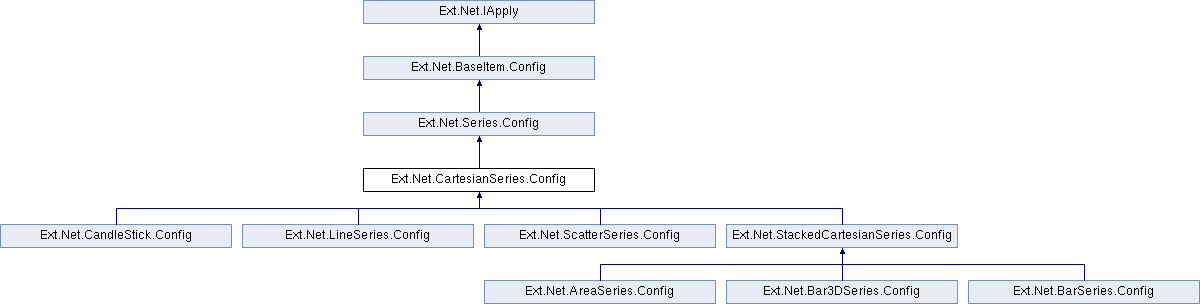 Ext.Net.IApply
Ext.Net.BaseItem.Config
Ext.Net.Series.Config
Ext.Net.CartesianSeries.Config
Ext.Net.CandleStick.Config
Ext.Net.LineSeries.Config
Ext.Net.ScatterSeries.Config
Ext.Net.StackedCartesianSeries.Config
Ext.Net.AreaSeries.Config
Ext.Net.Bar3DSeries.Config
Ext.Net.BarSeries.Config